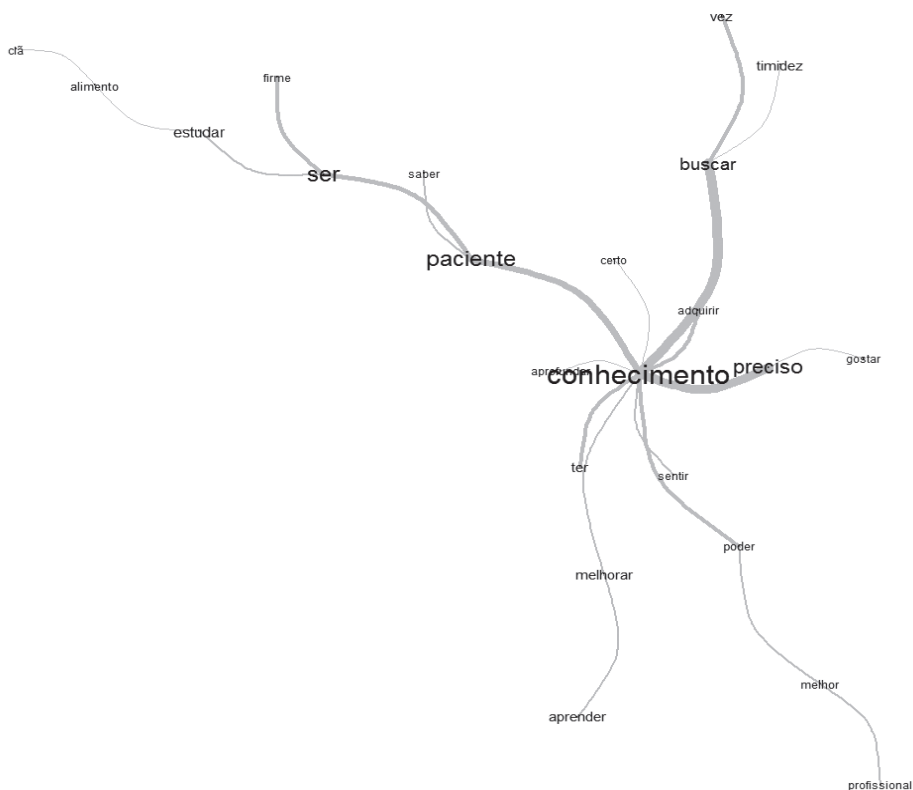 vez
clã
timidez
firme
alimento
estudar
buscar
ser
saber
paciente
certo
adquirir
gostar
preciso
aprofundar
conhecimento
ter
sentir
poder
melhorar
melhor
aprender
profissional